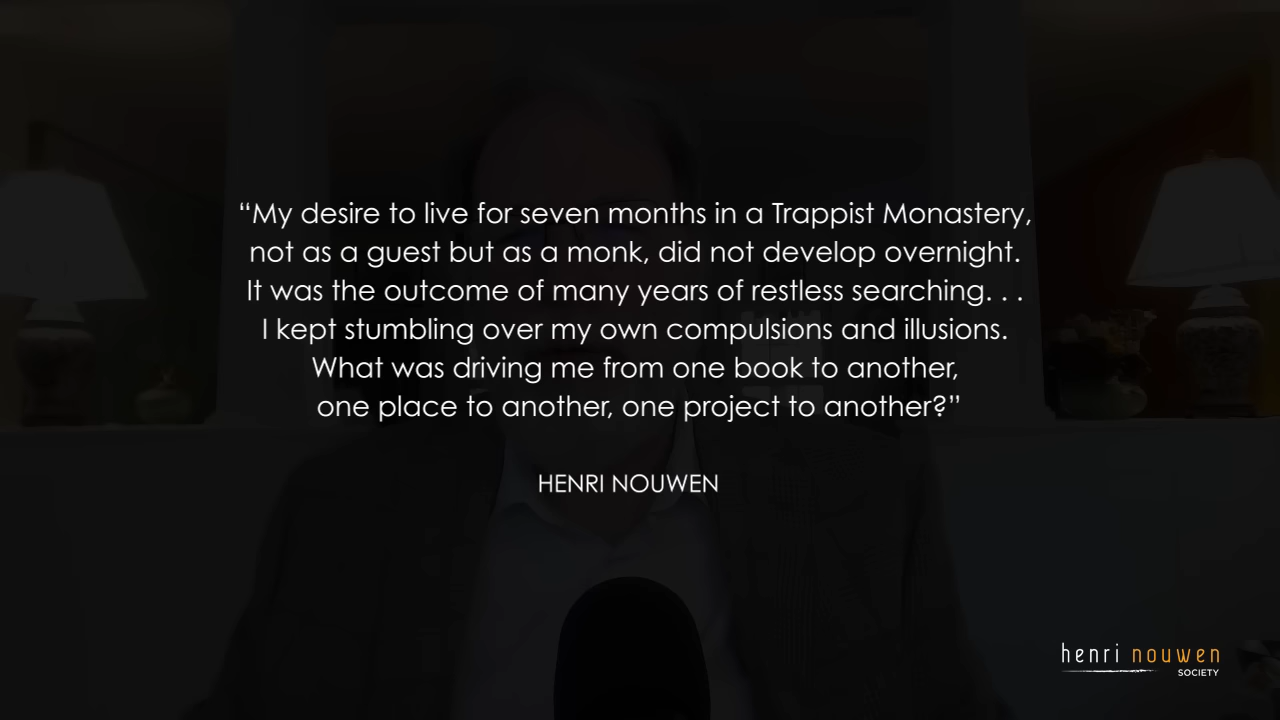 “My desire to live for seven months in a Trappist Monastery,
not as a guest but as a monk, did not develop overnight.
It was the outcome of many years of restless searching. . .
I kept stumbling over my own compulsions and illusions.
What was driving me from one book to another,
one place to another, one project to another?”
HENRI NOUWEN
henri nouwen
SOCIETY